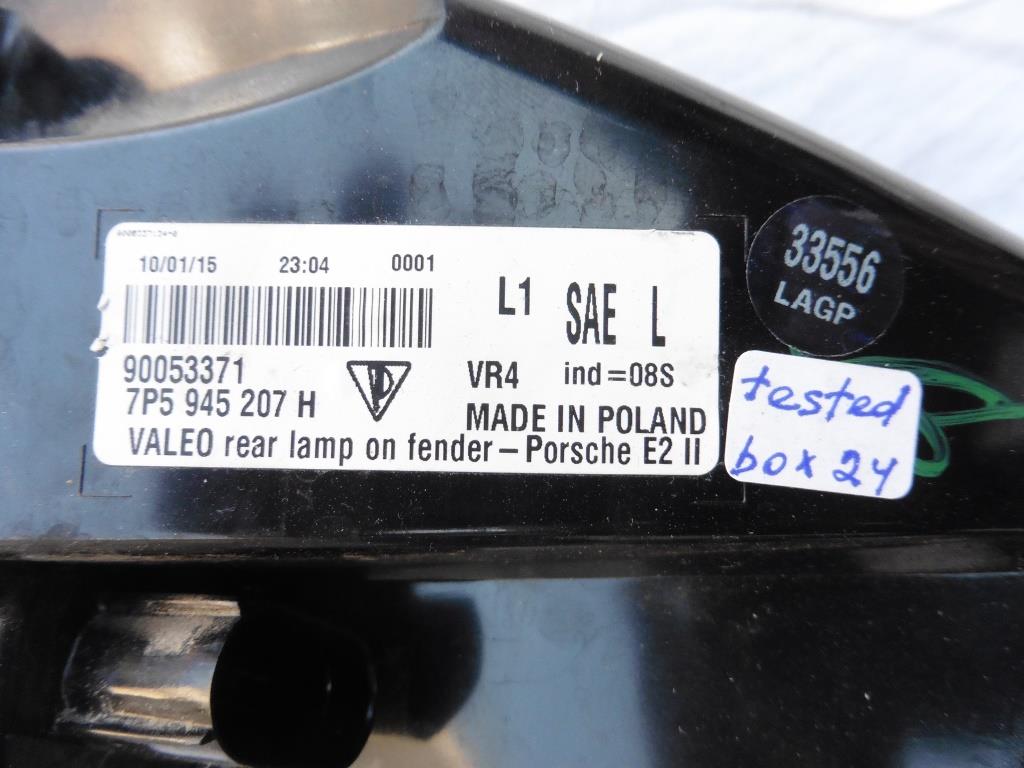 10/01/15 23:04 0001
L1 SAE L
90053371
VR4 ind=08S
7P5 945 207 H
MADE IN POLAND
VALEO rear lamp on fender – Porsche E2 II
33556
LAGP
tested
box 24